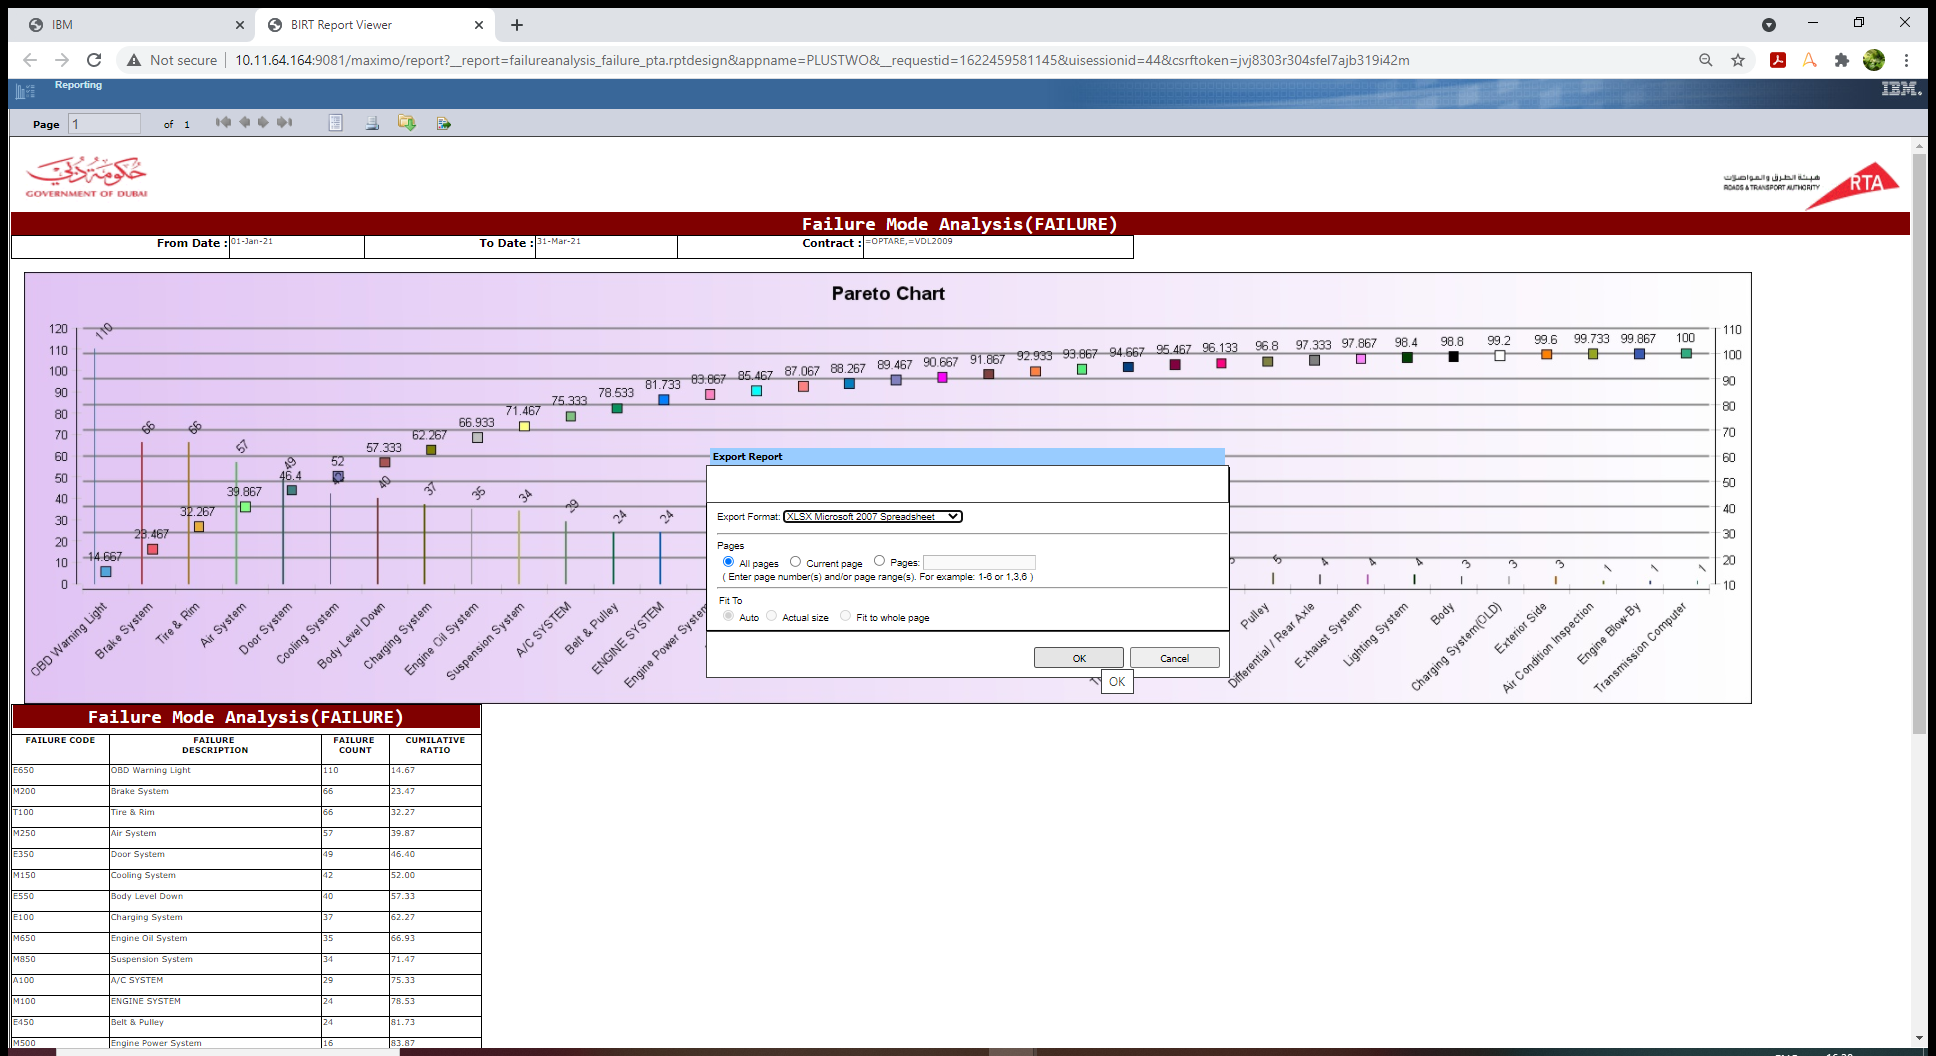 IBM
BIRT Report Viewer
Not secure
10.11.64.164:9081/maximo/report?__report=failureanalysis_failure_pta.rptdesign&appname=PLUSTWO&__requestid=1622459581145&uisessionid=44&csrftoken=jvj8303r304sfel7ajb319i42m
Reporting
IBM.
Page 1 of 1
حكومة دبي
GOVERNMENT OF DUBAI
هيئة الطرق والمواصلات
ROADS & TRANSPORT AUTHORITY
RTA
Failure Mode Analysis(FAILURE)
From Date : 01-Jan-21 To Date : 31-Mar-21 Contract : =OPTARE,=VDL2009
Pareto Chart
120 110 100 90 80 70 60 50 40 30 20 10 0
110 66 66 57 49 40 37 35 34 29 24 24
5 4 4 4 3 3 3 1 1 1
14.667 23.467 32.267 39.867 46.4 52 57.333 62.267 66.933 71.467 75.333 78.533 81.733 83.867 85.467 87.067 88.267 89.467 90.667 91.867 92.933 93.867 94.667 95.467 96.133 96.8 97.333 97.867 98.4 98.8 99.2 99.6 99.733 99.867 100
110 100 90 80 70 60 50 40 30 20 10
OBD Warning Light
Brake System
Tire & Rim
Air System
Door System
Cooling System
Body Level Down
Charging System
Engine Oil System
Suspension System
A/C SYSTEM
Belt & Pulley
ENGINE SYSTEM
Engine Power System
Pulley
Differential / Rear Axle
Exhaust System
Lighting System
Body
Charging System(OLD)
Exterior Side
Air Condition Inspection
Engine Blow-By
Transmission Computer
Export Report
Export Format: XLSX Microsoft 2007 Spreadsheet
Pages
All pages Current page Pages:
( Enter page number(s) and/or page range(s). For example: 1-6 or 1,3,6 )
Fit To
Auto Actual size Fit to whole page
OK Cancel
OK
Failure Mode Analysis(FAILURE)
FAILURE CODE FAILURE DESCRIPTION FAILURE COUNT CUMILATIVE RATIO
E650 OBD Warning Light 110 14.67
M200 Brake System 66 23.47
T100 Tire & Rim 66 32.27
M250 Air System 57 39.87
E350 Door System 49 46.40
M150 Cooling System 42 52.00
E550 Body Level Down 40 57.33
E100 Charging System 37 62.27
M650 Engine Oil System 35 66.93
M850 Suspension System 34 71.47
A100 A/C SYSTEM 29 75.33
M100 ENGINE SYSTEM 24 78.53
E450 Belt & Pulley 24 81.73
M500 Engine Power System 16 83.87